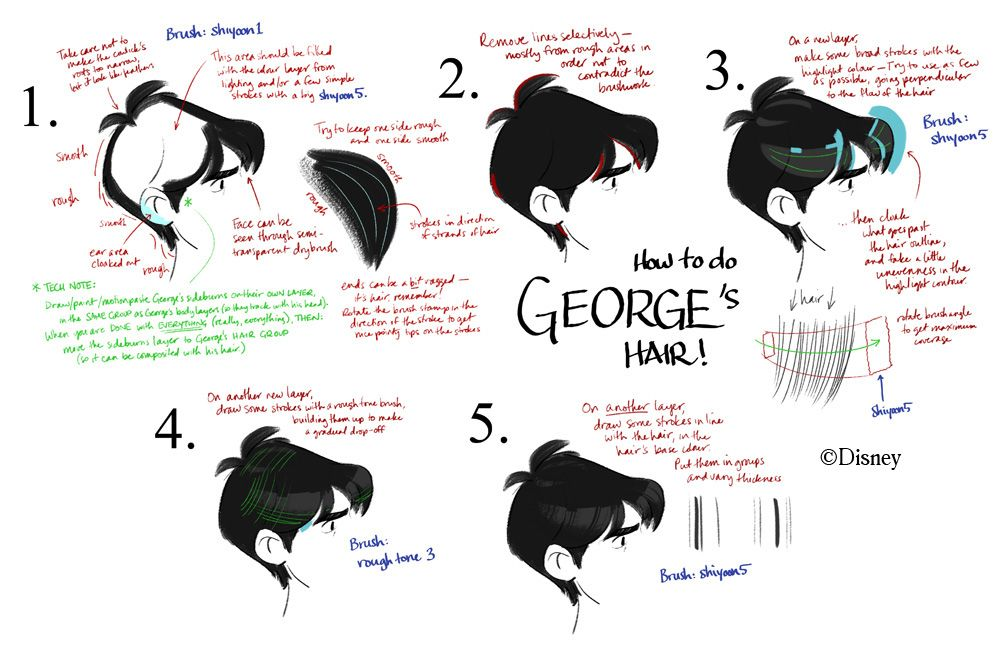 1.
Brush: shiyoon1
Take care not to
make the cowlick's
roots too narrow,
lest it look like feathers
This area should be filled
with the colour layer from
lighting and/or a few simple
strokes with a big shiyoon5.
smooth
rough
smooth
ear area
cloaked out
rough
Face can be
seen through semi-
transparent drybrush
Try to keep one side rough
and one side smooth
smooth
rough
strokes in direction
of strands of hair
ends can be a bit ragged —
it's hair, remember!
Rotate the brush stamp in the
direction of the stroke to get
nice pointy tips on the strokes
*
* TECH NOTE:
Draw/paint/motionpaste George's sideburns on their OWN LAYER,
in the SAME GROUP as George's body layers (so they track with his head).
When you are DONE with EVERYTHING (really, everything), THEN:
move the sideburns layer to George's HAIR GROUP
(so it can be composited with his hair)
2.
Remove lines selectively —
mostly from rough areas in
order not to
contradict the
brushwork
3.
On a new layer,
make some broad strokes with the
highlight colour — Try to use as few
as possible, going perpendicular
to the flow of the hair
Brush:
shiyoon5
... then cloak
what goes past
the hair outline,
and fake a little
unevenness in the
highlight contour.
hair
rotate brush angle
to get maximum
coverage
shiyoon5
HOW TO DO
GEORGE'S
HAIR!
4.
On another new layer,
draw some strokes with a rough tone brush,
building them up to make
a gradual drop-off
Brush:
rough tone 3
5.
On another layer,
draw some strokes in line
with the hair, in the
hair's base colour.
Put them in groups
and vary thickness
Brush: shiyoon5
©Disney